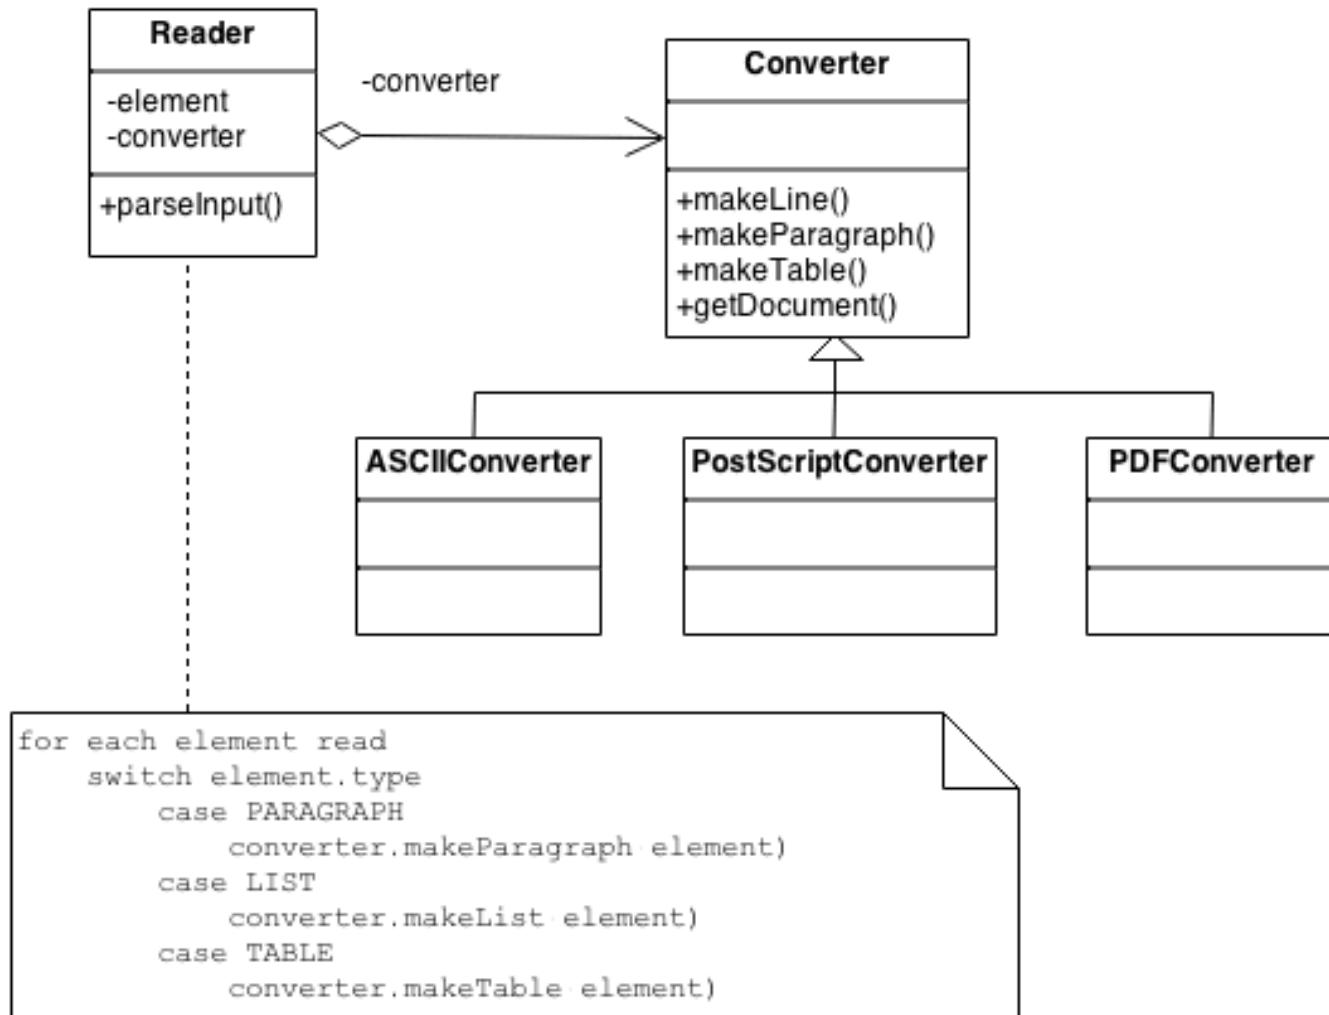 Reader
-element
-converter
+parseInput()
-converter
Converter
+makeLine()
+makeParagraph()
+makeTable()
+getDocument()
ASCIIConverter
PostScriptConverter
PDFConverter
for each element read
switch element.type
case PARAGRAPH
converter.makeParagraph element)
case LIST
converter.makeList element)
case TABLE
converter.makeTable element)